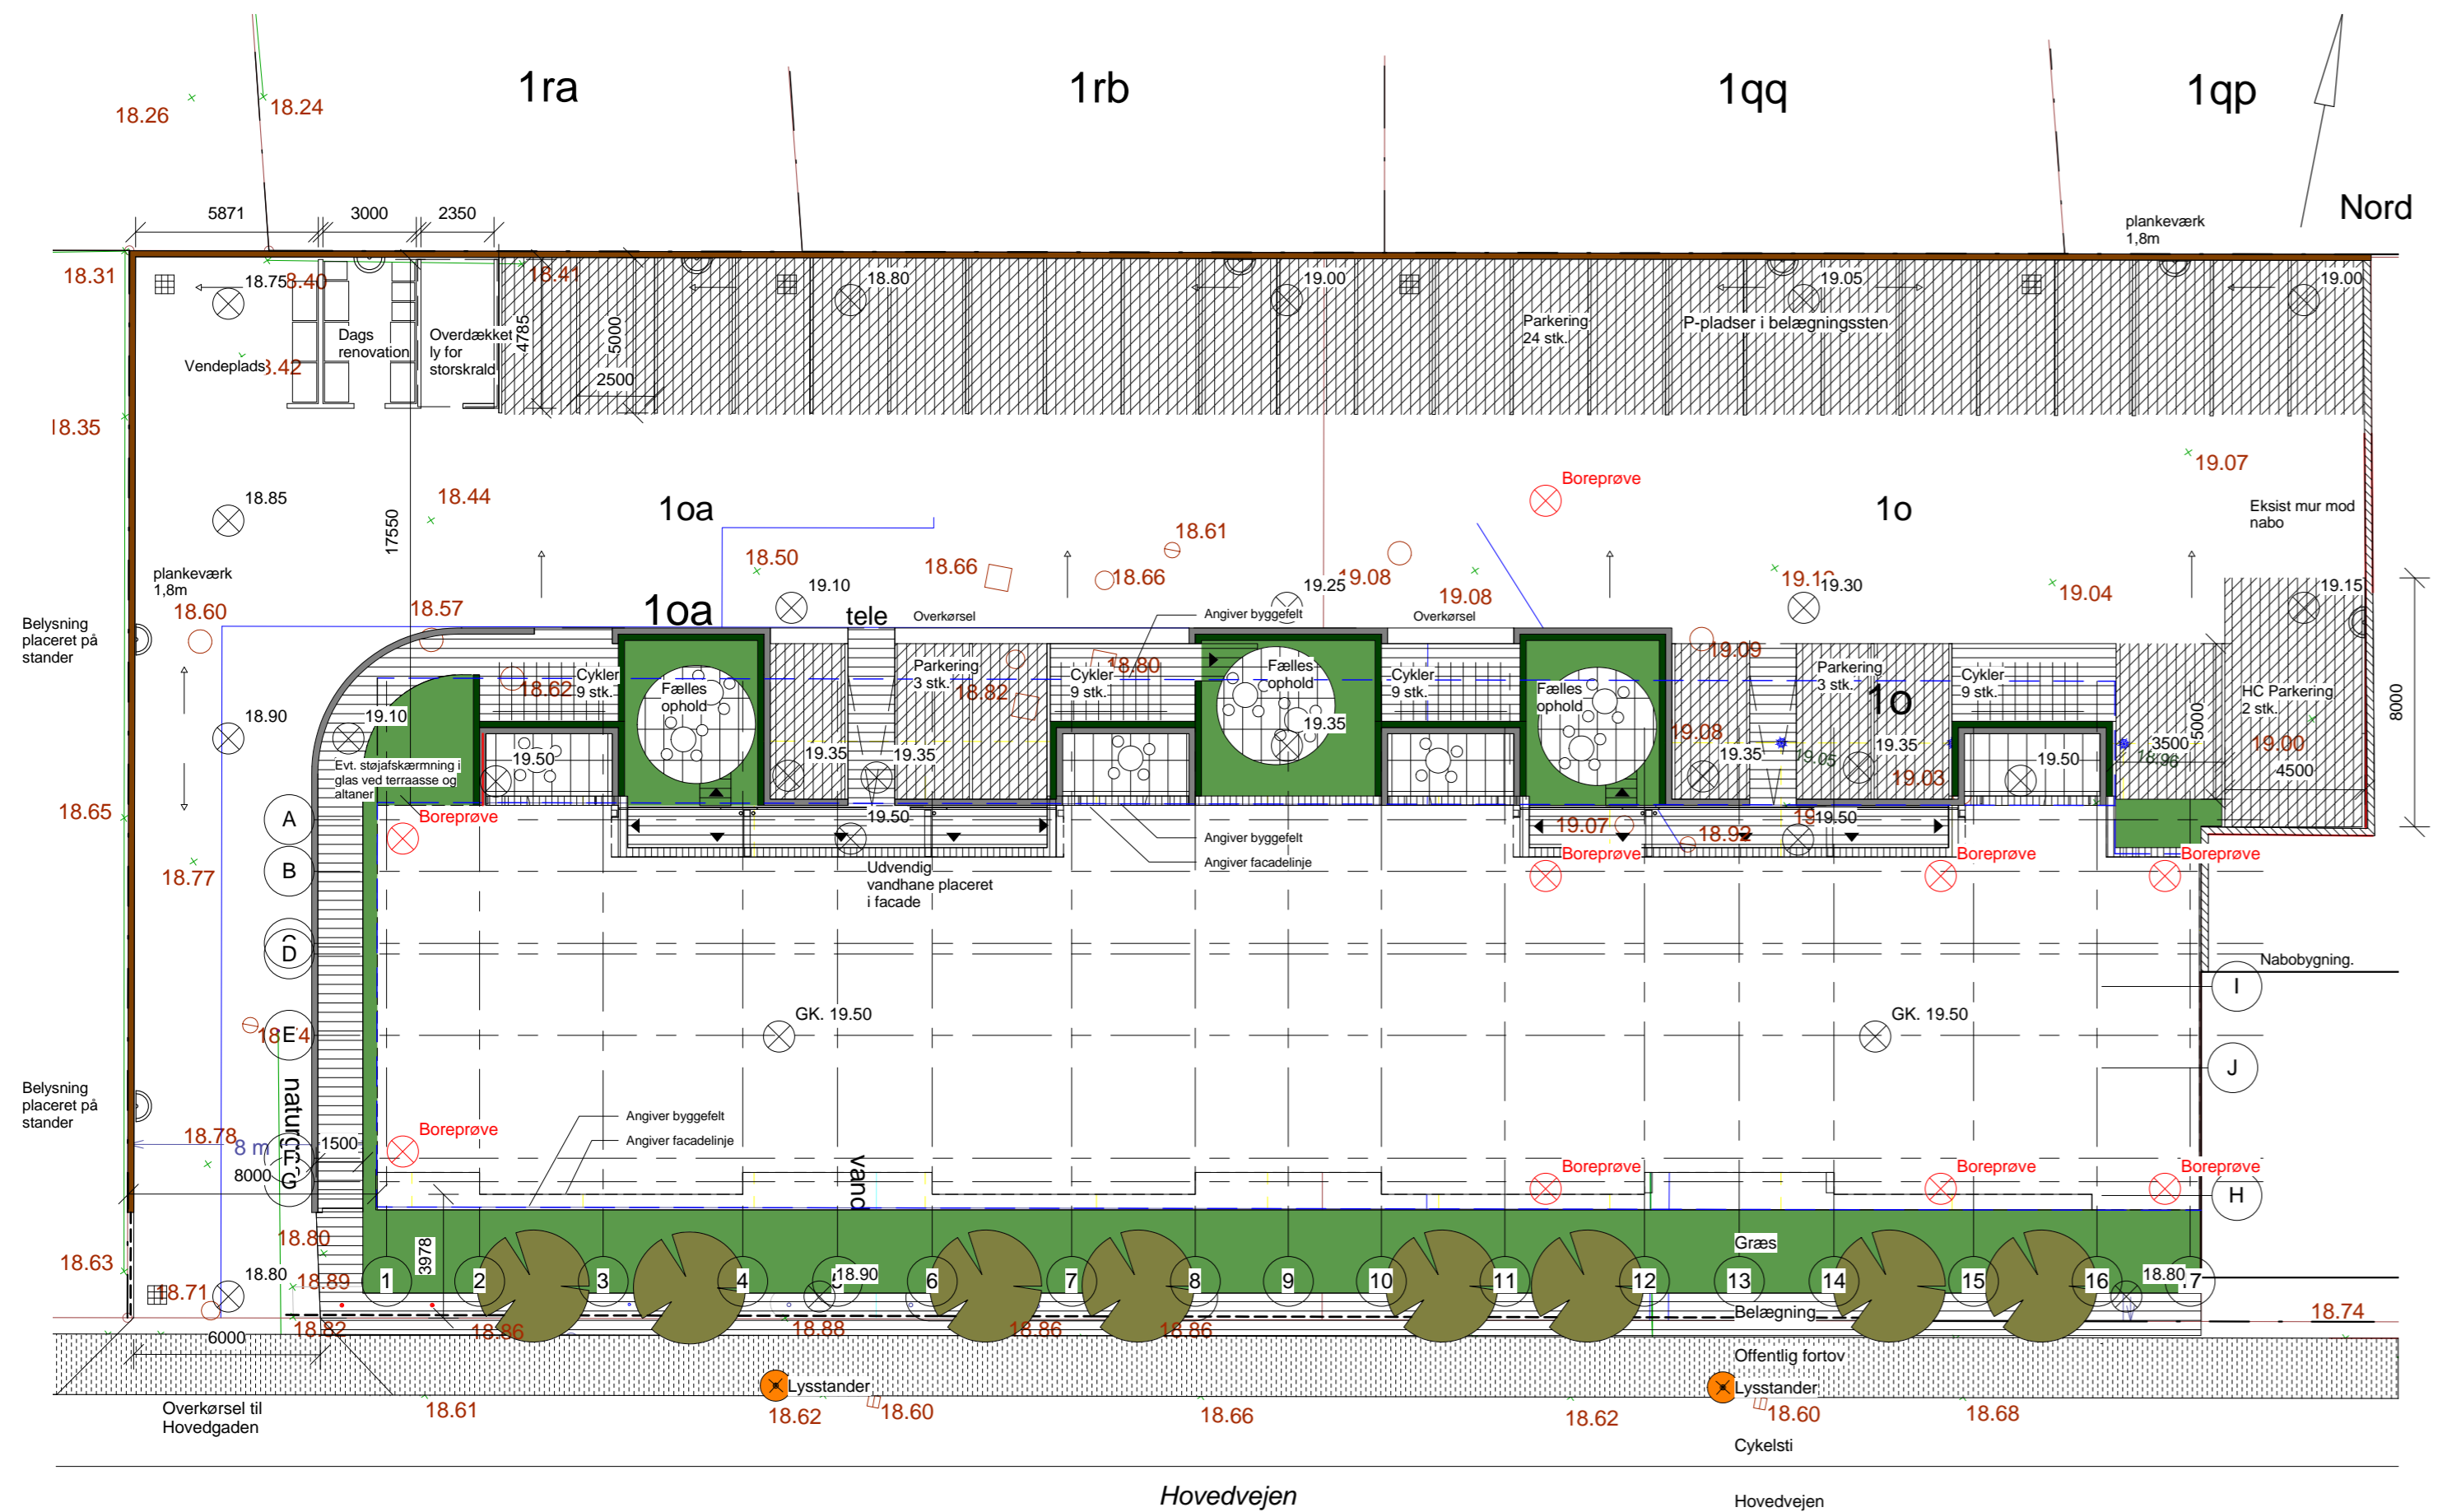 1ra
1rb
1qq
1qp
18.26
18.24
Nord
5871
3000
2350
plankeværk
1,8m
18.31
18.75
8.40
18.41
18.80
19.00
19.05
19.00
Dags
renovation
Overdækket
ly for
storskrald
4785
5000
2500
Parkering
24 stk.
P-pladser i belægningssten
Vendeplads
8.42
18.35
18.85
18.44
17550
1oa
Boreprøve
1o
19.07
Eksist mur mod
nabo
18.50
18.66
18.61
18.66
19.08
19.08
19.04
plankeværk
1,8m
18.60
18.57
19.10
19.25
19.30
19.15
1oa
tele
Overkørsel
Angiver byggefelt
Overkørsel
Belysning
placeret på
stander
8000
19.09
18.62
Cykler
9 stk.
Fælles
ophold
Parkering
3 stk.
18.82
18.80
Cykler
9 stk.
Fælles
ophold
Cykler
9 stk.
Fælles
ophold
Parkering
3 stk.
1o
Cykler
9 stk.
HC Parkering
2 stk.
5000
18.90
19.10
19.35
19.08
3500
19.00
4500
Evt. støjafskærmning i
glas ved terraasse og
altaner
19.50
19.35
19.35
19.35
19.05
19.35
19.03
19.50
18.96
18.65
A
Boreprøve
19.50
Angiver byggefelt
Angiver facadelinje
19.07
18.92
19.50
Boreprøve
Boreprøve
Boreprøve
18.77
B
Udvendig
vandhane placeret
i facade
C
D
Nabobygning.
I
GK. 19.50
GK. 19.50
E
J
Belysning
placeret på
stander
naturgas
Angiver byggefelt
Angiver facadelinje
Boreprøve
18.78
8 m
1500
8000
F
G
vand
Boreprøve
Boreprøve
Boreprøve
H
18.80
18.63
3978
Græs
18.71
18.80
18.89
1
2
3
4
5
18.90
6
7
8
9
10
11
12
13
14
15
16
18.80
17
18.82
18.86
18.88
18.86
18.86
Belægning
18.74
6000
Offentlig fortov
Lysstander
Lysstander
Overkørsel til
Hovedgaden
18.61
18.62
18.60
18.66
18.62
18.60
18.68
Cykelsti
Hovedvejen
Hovedvejen